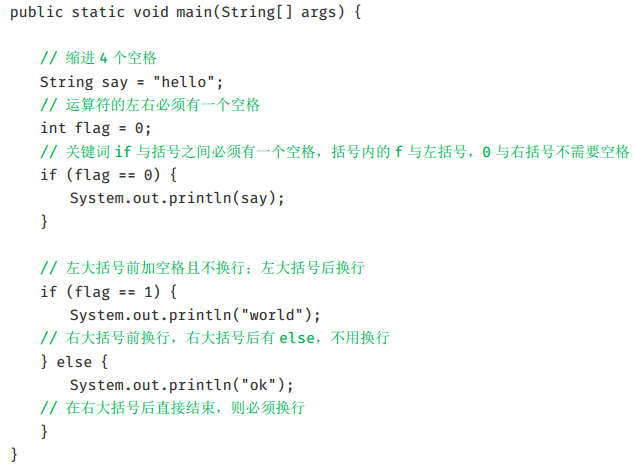 public static void main(String[] args) {
// 缩进 4 个空格
String say = "hello";
// 运算符的左右必须有一个空格
int flag = 0;
// 关键词 if 与括号之间必须有一个空格，括号内的 f 与左括号，0 与右括号不需要空格
if (flag == 0) {
System.out.println(say);
}
// 左大括号前加空格且不换行；左大括号后换行
if (flag == 1) {
System.out.println("world");
// 右大括号前换行，右大括号后有 else，不用换行
} else {
System.out.println("ok");
// 在右大括号后直接结束，则必须换行
}
}